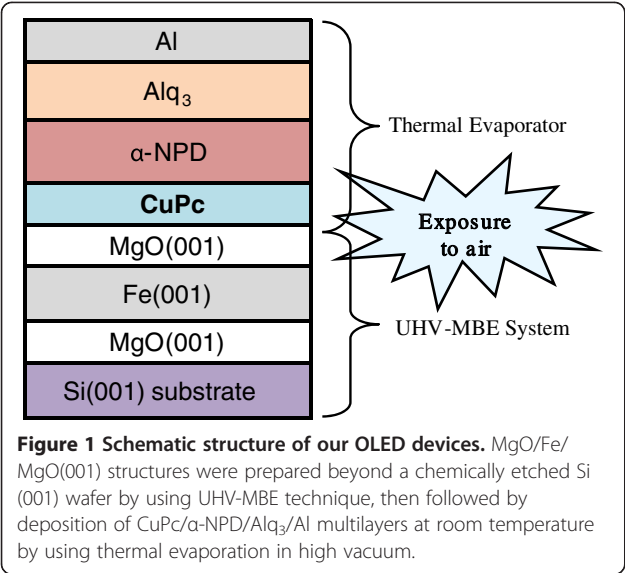 Al
Alq3
α-NPD
CuPc
MgO(001)
Fe(001)
MgO(001)
Si(001) substrate
Thermal Evaporator
Exposure
to air
UHV-MBE System
Figure 1 Schematic structure of our OLED devices. MgO/Fe/
MgO(001) structures were prepared beyond a chemically etched Si
(001) wafer by using UHV-MBE technique, then followed by
deposition of CuPc/α-NPD/Alq3/Al multilayers at room temperature
by using thermal evaporation in high vacuum.